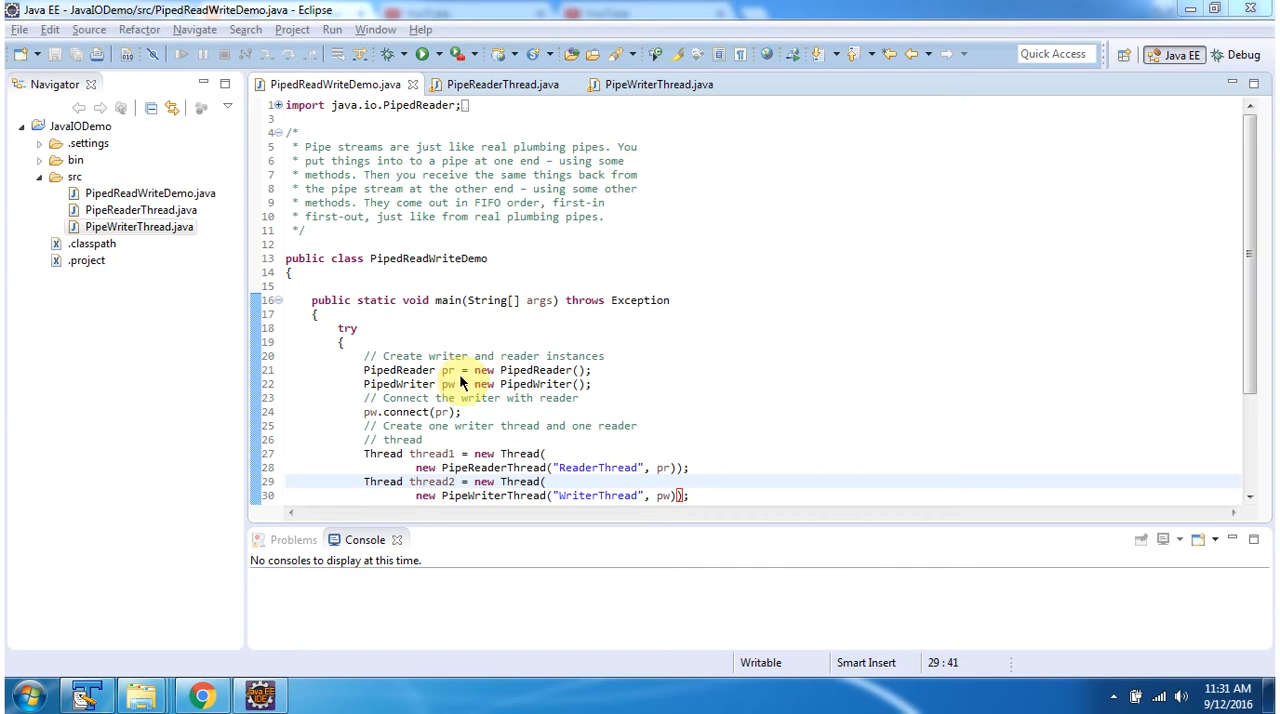 Java EE - JavaIODemo/src/PipedReadWriteDemo.java - Eclipse
File Edit Source Refactor Navigate Search Project Run Window Help
Quick Access
Java EE
Debug
Navigator
PipedReadWriteDemo.java
PipeReaderThread.java
PipeWriterThread.java
JavaIODemo
.settings
bin
src
PipedReadWriteDemo.java
PipeReaderThread.java
PipeWriterThread.java
.classpath
.project
1 import java.io.PipedReader;
3
4 /*
5 * Pipe streams are just like real plumbing pipes. You
6 * put things into to a pipe at one end – using some
7 * methods. Then you receive the same things back from
8 * the pipe stream at the other end – using some other
9 * methods. They come out in FIFO order, first-in
10 * first-out, just like from real plumbing pipes.
11 */
12
13 public class PipedReadWriteDemo
14 {
15
16 public static void main(String[] args) throws Exception
17 {
18 try
19 {
20 // Create writer and reader instances
21 PipedReader pr = new PipedReader();
22 PipedWriter pw = new PipedWriter();
23 // Connect the writer with reader
24 pw.connect(pr);
25 // Create one writer thread and one reader
26 // thread
27 Thread thread1 = new Thread(
28 new PipeReaderThread("ReaderThread", pr));
29 Thread thread2 = new Thread(
30 new PipeWriterThread("WriterThread", pw));
Problems
Console
No consoles to display at this time.
Writable
Smart Insert
29 : 41
11:31 AM
9/12/2016